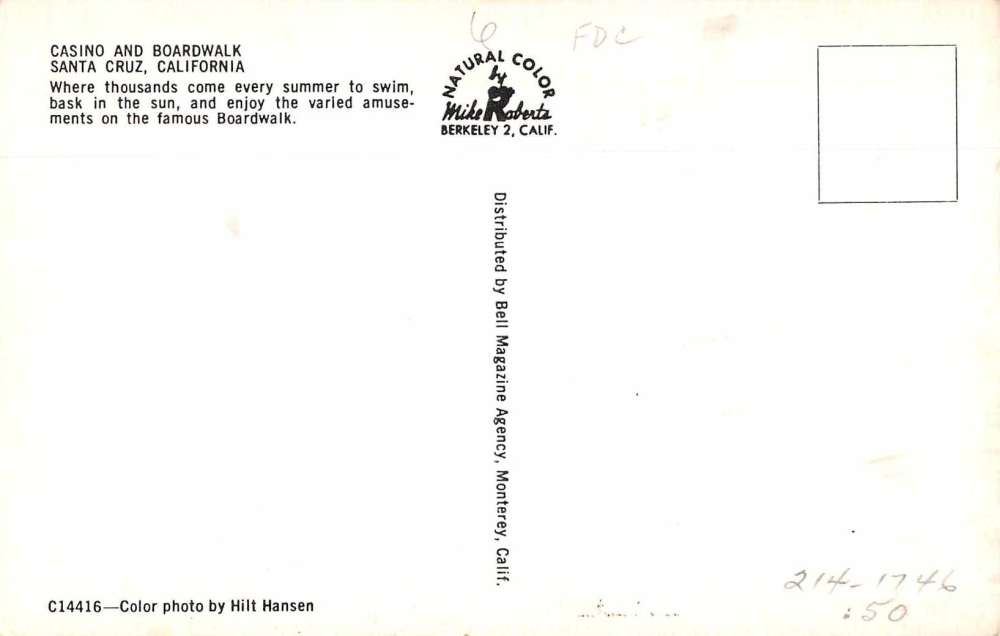 CASINO AND BOARDWALK
SANTA CRUZ, CALIFORNIA
Where thousands come every summer to swim,
bask in the sun, and enjoy the varied amuse-
ments on the famous Boardwalk.
6
FDC
NATURAL COLOR
by
Mike Roberts
BERKELEY 2, CALIF.
Distributed by Bell Magazine Agency, Monterey, Calif.
C14416—Color photo by Hilt Hansen
214-1746
:50